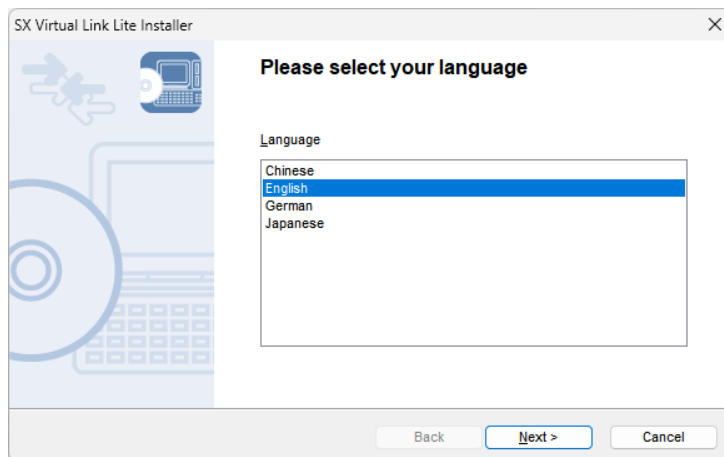 SX Virtual Link Lite Installer
Please select your language
Language
Chinese
English
German
Japanese
Back
Next >
Cancel